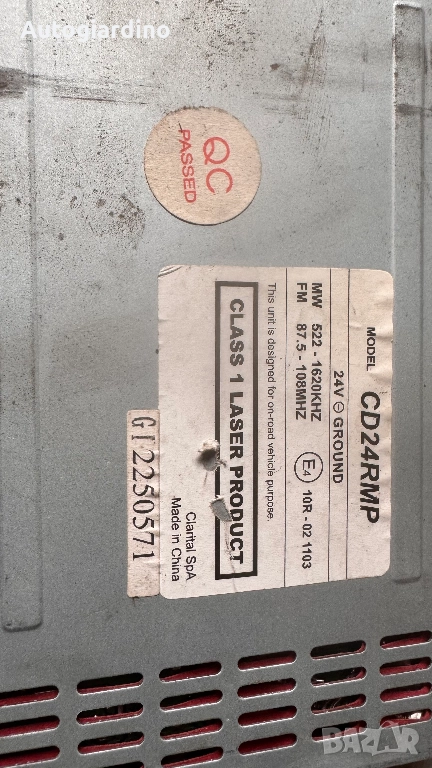 Autogiardino
QC
PASSED
MODEL CD24RMP
24V ⊖ GROUND
MW 522 - 1620KHZ
FM 87.5 - 108MHZ
E4 10R - 02 1103
This unit is designed for on-road vehicle purpose.
CLASS 1 LASER PRODUCT
Clarital SpA
Made in China
GI2250571
BAZAR